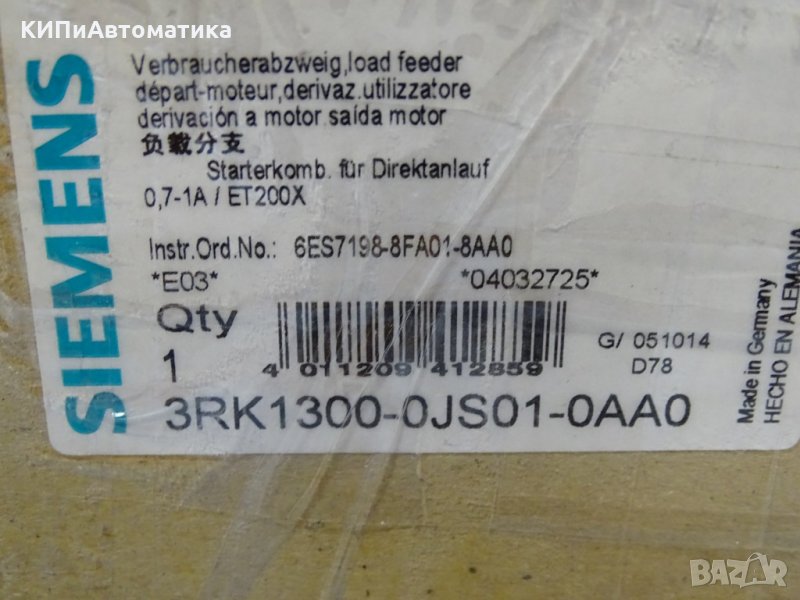 КИПиАвтоматика
SIEMENS
Verbraucherabzweig,load feeder
départ-moteur,derivaz.utilizzatore
derivación a motor saída motor
负载分支
Starterkomb. für Direktanlauf
0,7-1A / ET200X
Instr.Ord.No.: 6ES7198-8FA01-8AA0
*E03* *04032725*
Qty
1
4 011209 412859
G/ 051014
D78
3RK1300-0JS01-0AA0
Made in Germany
HECHO EN ALEMANIA
BAZAR